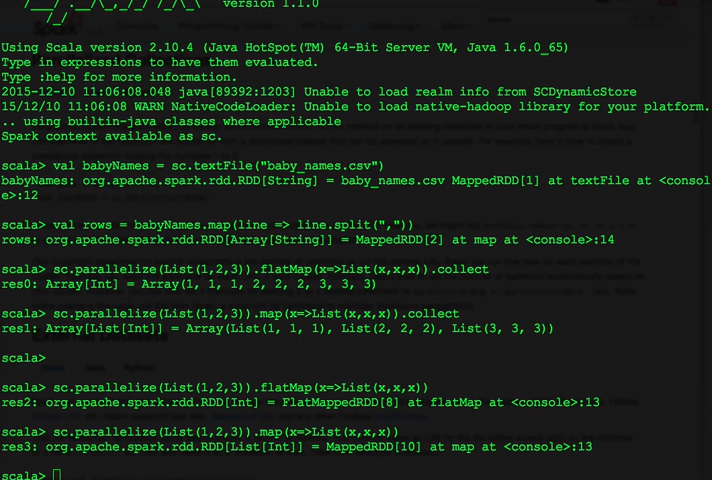 /___/ .__/\_,_/_/ /_/\_\   version 1.1.0
/_/
Using Scala version 2.10.4 (Java HotSpot(TM) 64-Bit Server VM, Java 1.6.0_65)
Type in expressions to have them evaluated.
Type :help for more information.
2015-12-10 11:06:08.048 java[89392:1203] Unable to load realm info from SCDynamicStore
15/12/10 11:06:08 WARN NativeCodeLoader: Unable to load native-hadoop library for your platform.
.. using builtin-java classes where applicable
Spark context available as sc.
scala> val babyNames = sc.textFile("baby_names.csv")
babyNames: org.apache.spark.rdd.RDD[String] = baby_names.csv MappedRDD[1] at textFile at <consol
e>:12
scala> val rows = babyNames.map(line => line.split(","))
rows: org.apache.spark.rdd.RDD[Array[String]] = MappedRDD[2] at map at <console>:14
scala> sc.parallelize(List(1,2,3)).flatMap(x=>List(x,x,x)).collect
res0: Array[Int] = Array(1, 1, 1, 2, 2, 2, 3, 3, 3)
scala> sc.parallelize(List(1,2,3)).map(x=>List(x,x,x)).collect
res1: Array[List[Int]] = Array(List(1, 1, 1), List(2, 2, 2), List(3, 3, 3))
scala>
scala> sc.parallelize(List(1,2,3)).flatMap(x=>List(x,x,x))
res2: org.apache.spark.rdd.RDD[Int] = FlatMappedRDD[8] at flatMap at <console>:13
scala> sc.parallelize(List(1,2,3)).map(x=>List(x,x,x))
res3: org.apache.spark.rdd.RDD[List[Int]] = MappedRDD[10] at map at <console>:13
scala>